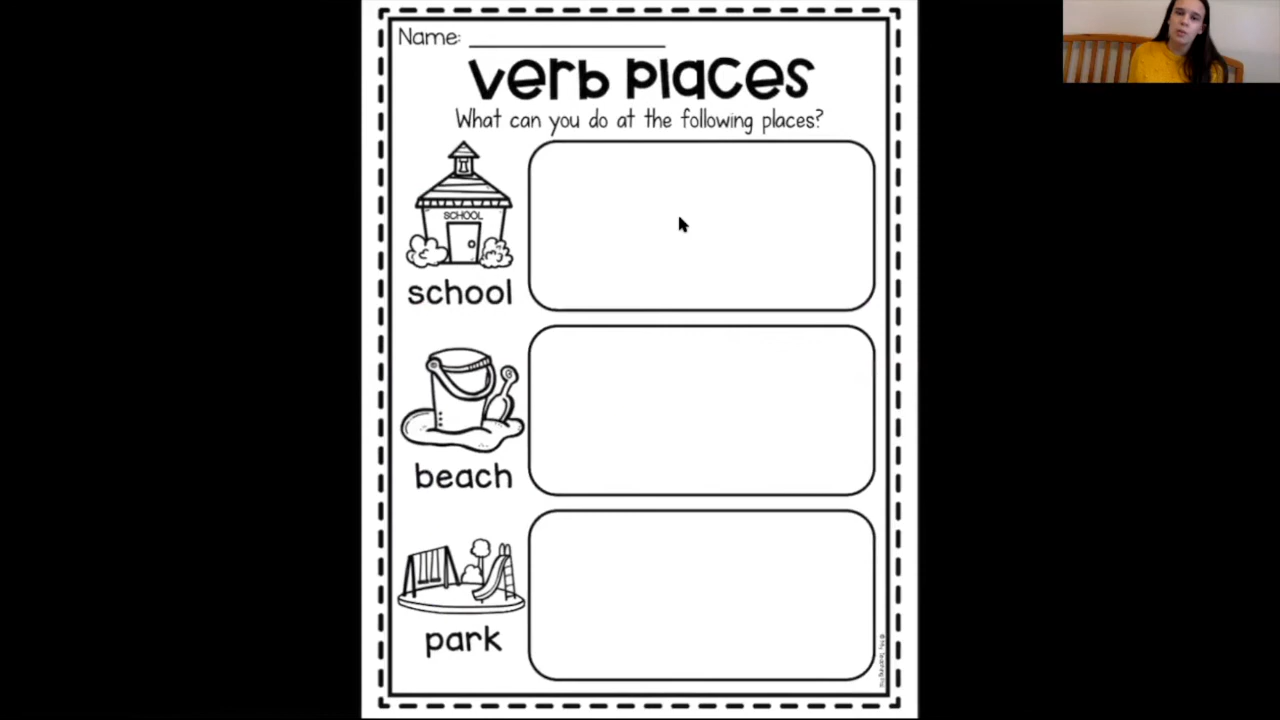 Name:
verb places
What can you do at the following places?
SCHOOL
school
beach
park